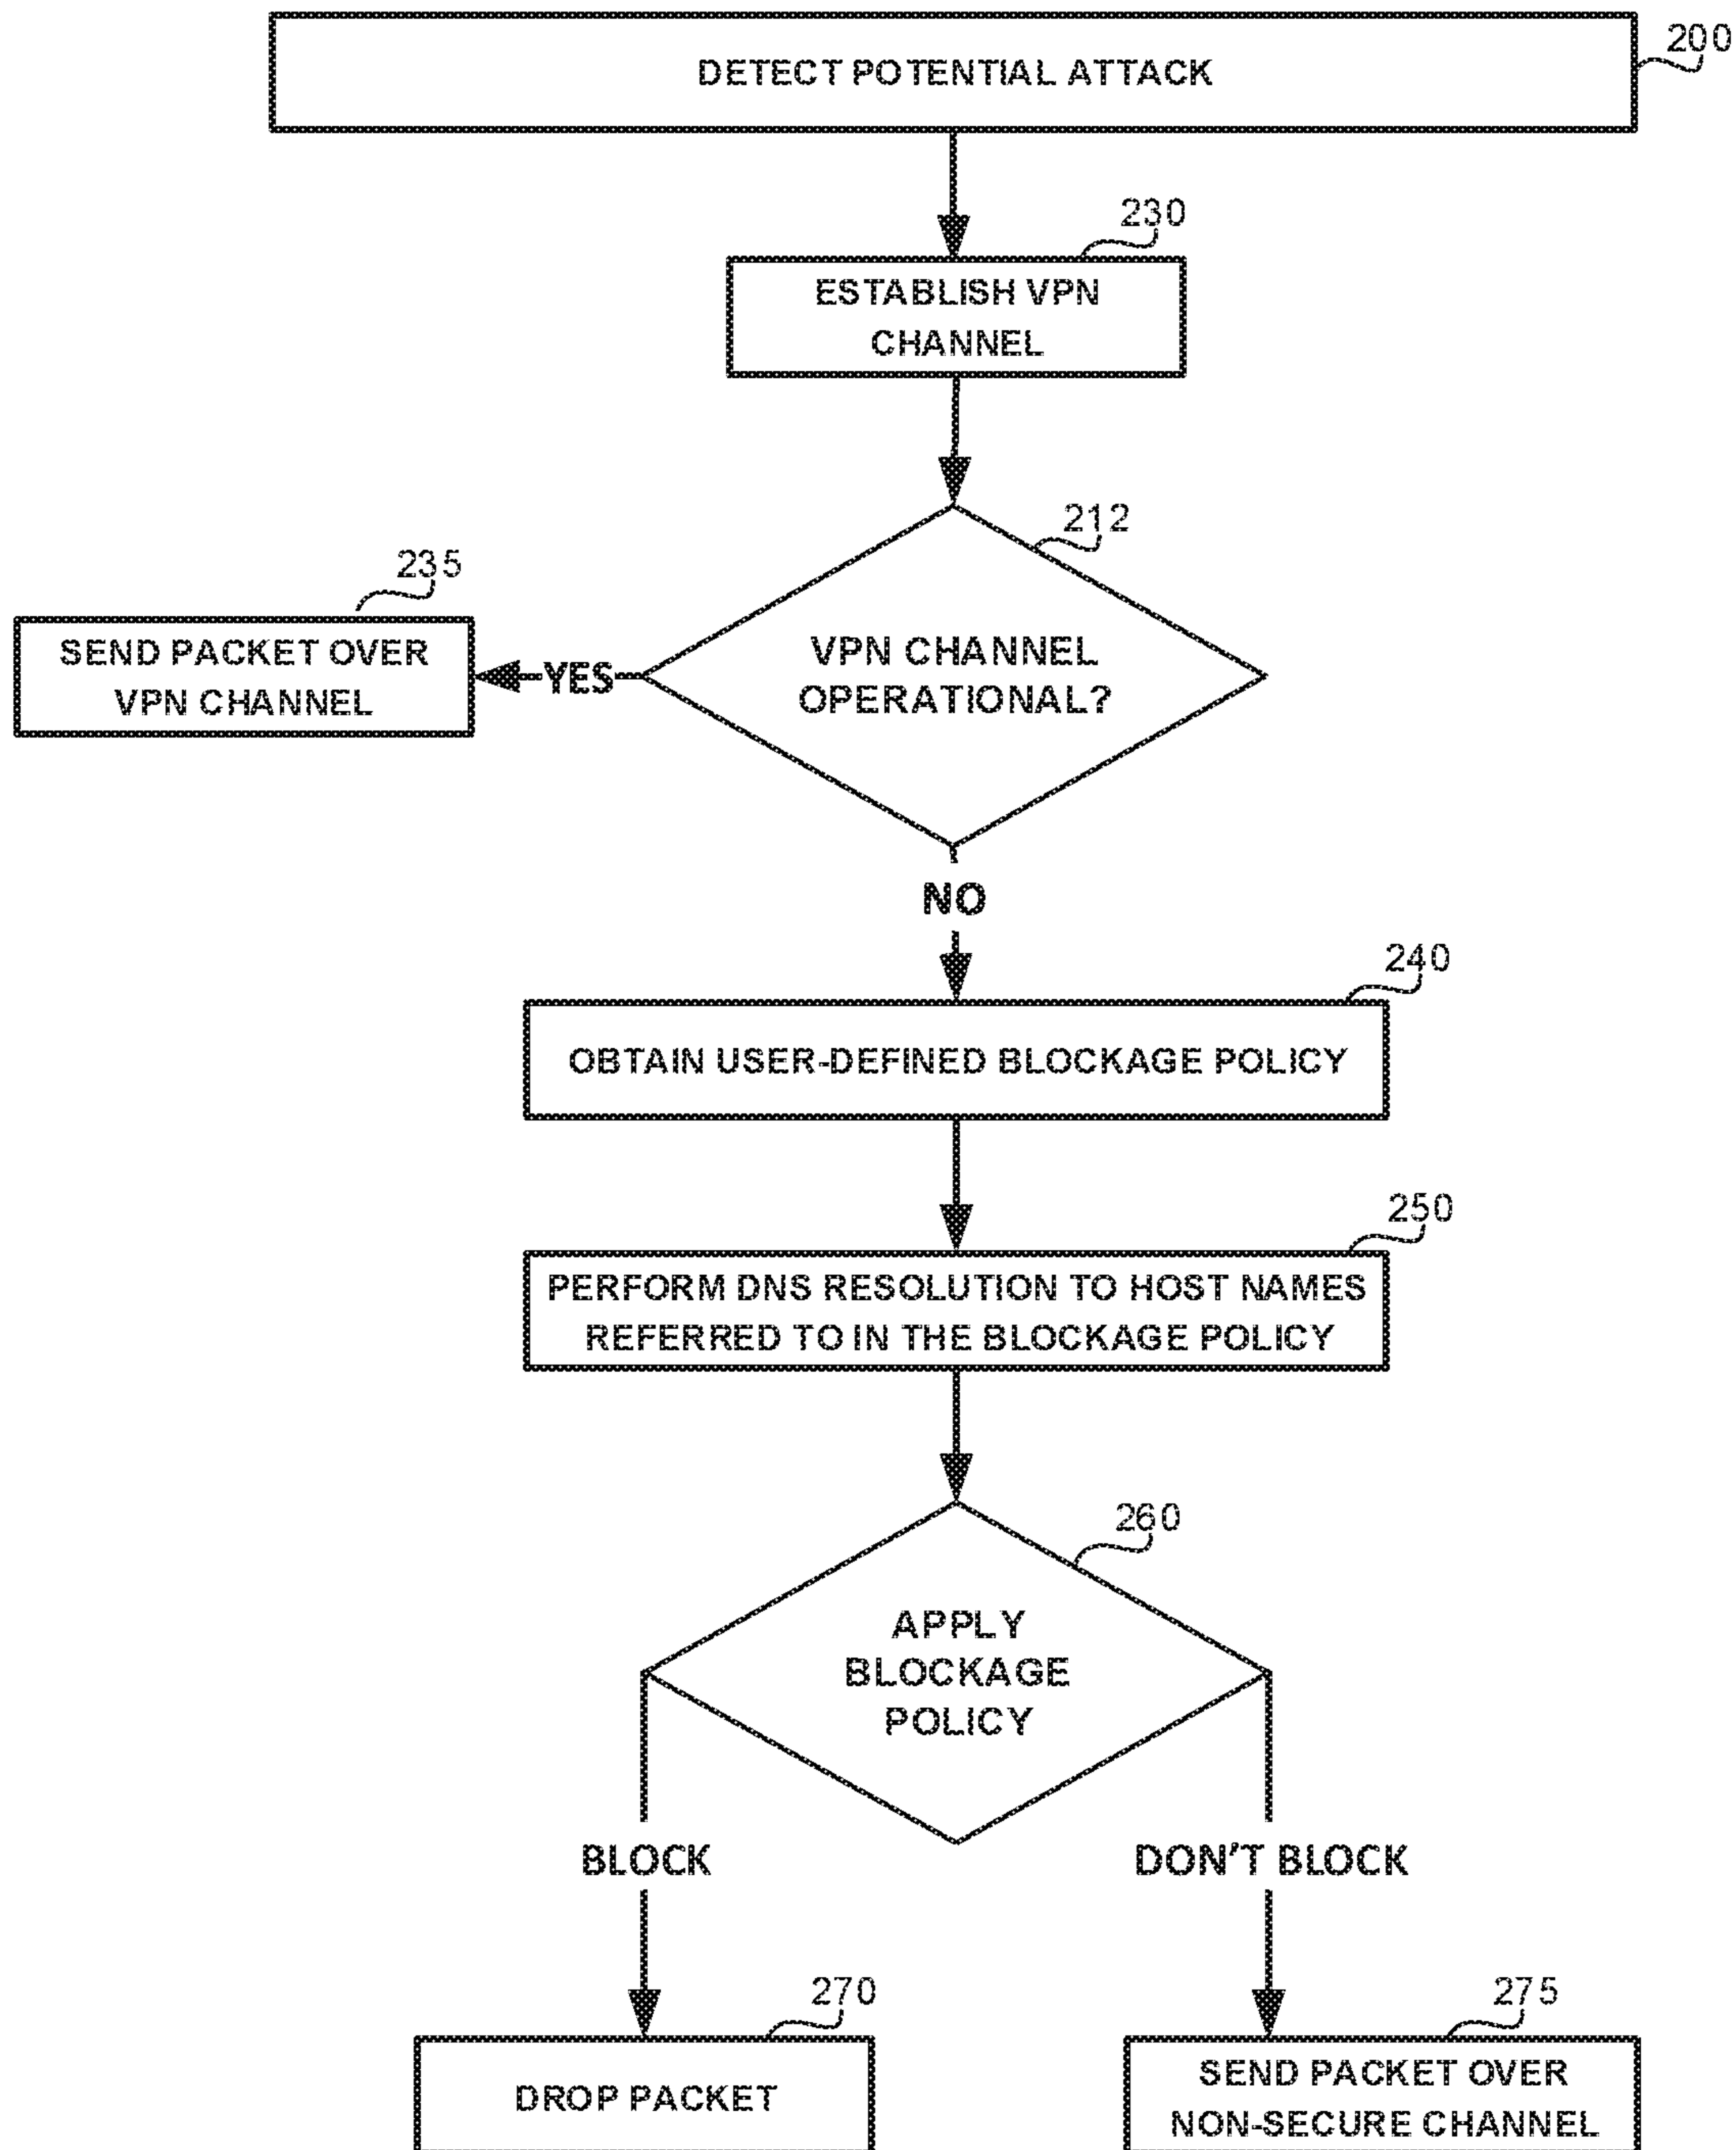 200
DETECT POTENTIAL ATTACK
230
ESTABLISH VPN
CHANNEL
212
VPN CHANNEL
OPERATIONAL?
235
SEND PACKET OVER
VPN CHANNEL
YES
NO
240
OBTAIN USER-DEFINED BLOCKAGE POLICY
250
PERFORM DNS RESOLUTION TO HOST NAMES
REFERRED TO IN THE BLOCKAGE POLICY
260
APPLY
BLOCKAGE
POLICY
BLOCK
DON'T BLOCK
270
DROP PACKET
275
SEND PACKET OVER
NON-SECURE CHANNEL